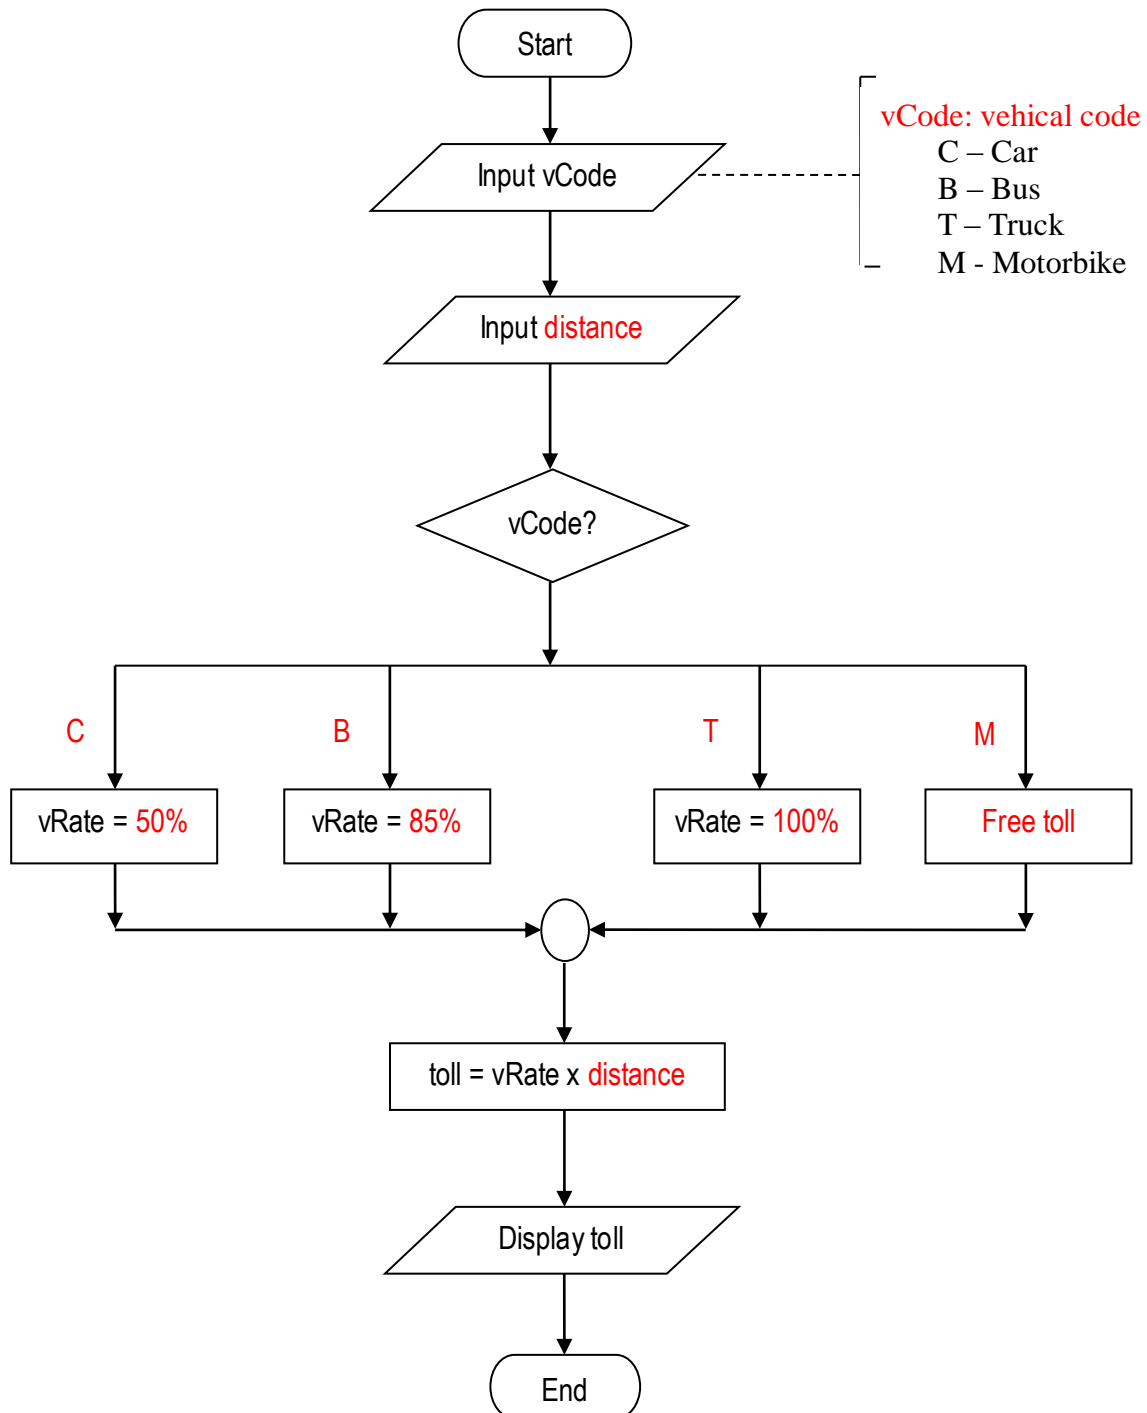 Start
Input vCode
vCode: vehical code
C – Car
B – Bus
T – Truck
M - Motorbike
Input distance
vCode?
C
B
T
M
vRate = 50%
vRate = 85%
vRate = 100%
Free toll
toll = vRate x distance
Display toll
End